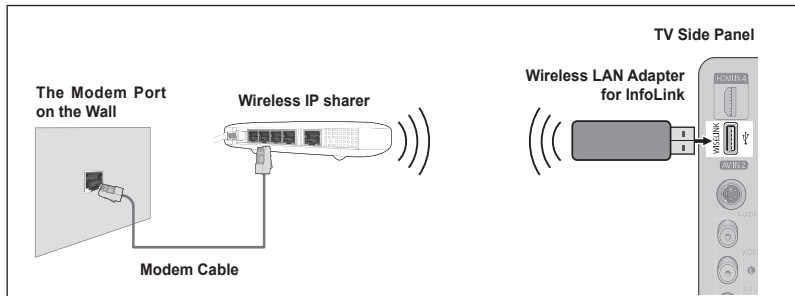 TV Side Panel
HDMI IN 4
Wireless LAN Adapter
for InfoLink
The Modem Port
on the Wall
Wireless IP sharer
WISELINK
AV IN 2
Modem Cable